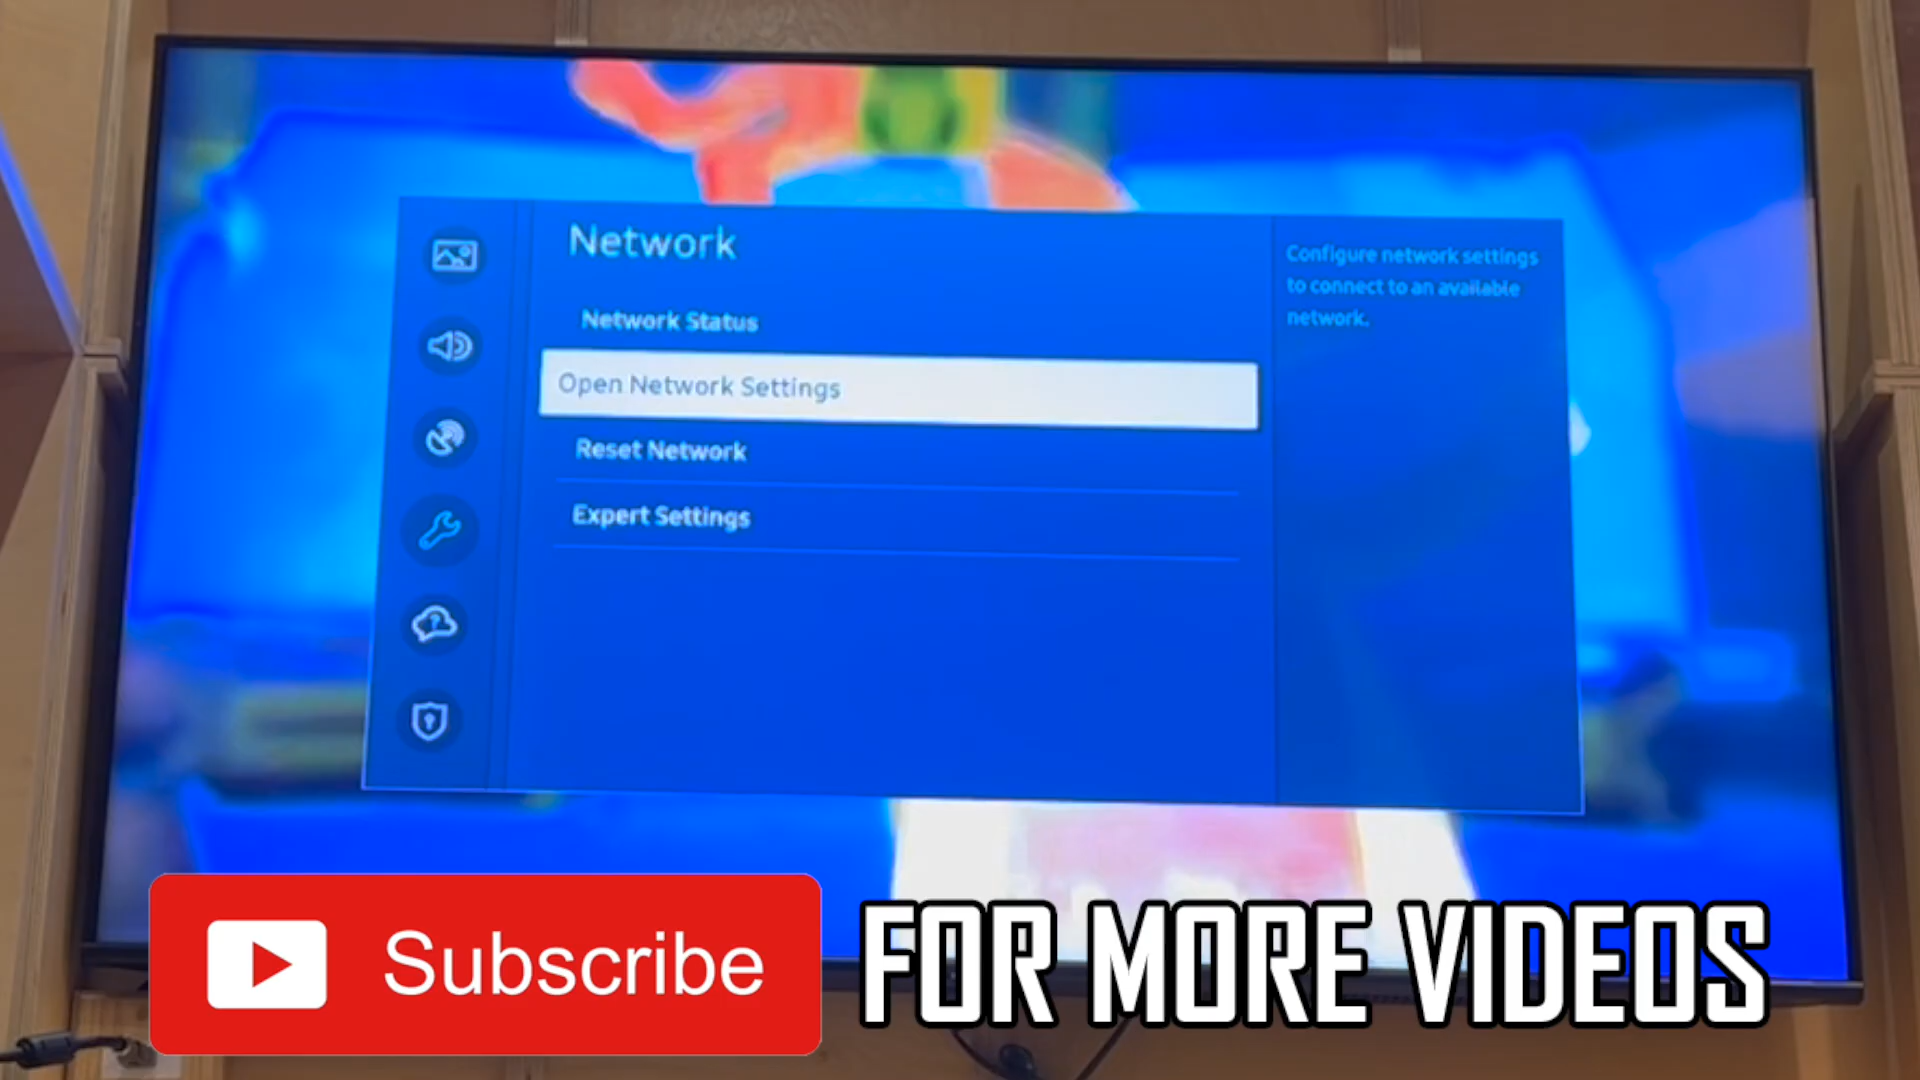 Network
Network Status
Open Network Settings
Reset Network
Expert Settings
Configure network settings
to connect to an available
network.
Subscribe
FOR MORE VIDEOS